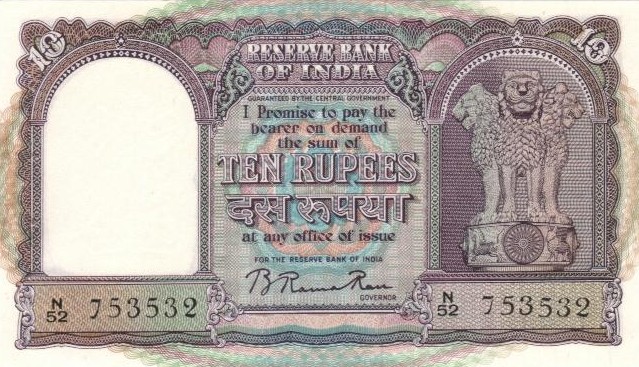 10
10
RESERVE BANK
OF INDIA
GUARANTEED BY THE CENTRAL GOVERNMENT
I Promise to pay the
bearer on demand
the sum of
TEN RUPEES
दस रूपया
at any office of issue
FOR THE RESERVE BANK OF INDIA
B Rama Rau
GOVERNOR
N/52 753532
N/52 753532